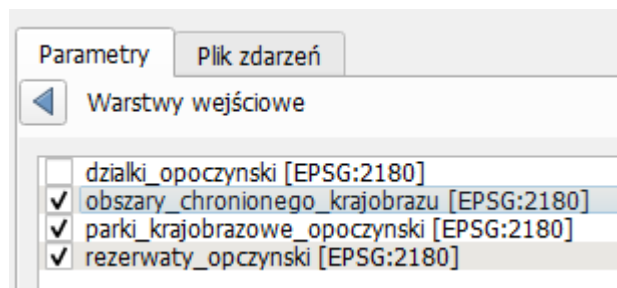 Parametry Plik zdarzeń
Warstwy wejściowe
dzialki_opoczynski [EPSG:2180]
obszary_chronionego_krajobrazu [EPSG:2180]
parki_krajobrazowe_opoczynski [EPSG:2180]
rezerwaty_opczynski [EPSG:2180]